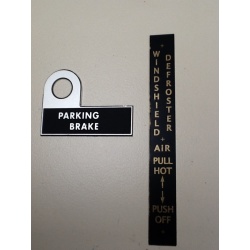 PARKING
BRAKE
WINDSHIELD
DEFROSTER
AIR
PULL
HOT
PUSH
OFF